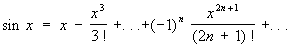 sin x = x - x^3/3! +...+(-1)^n x^(2n+1)/(2n + 1)! +...